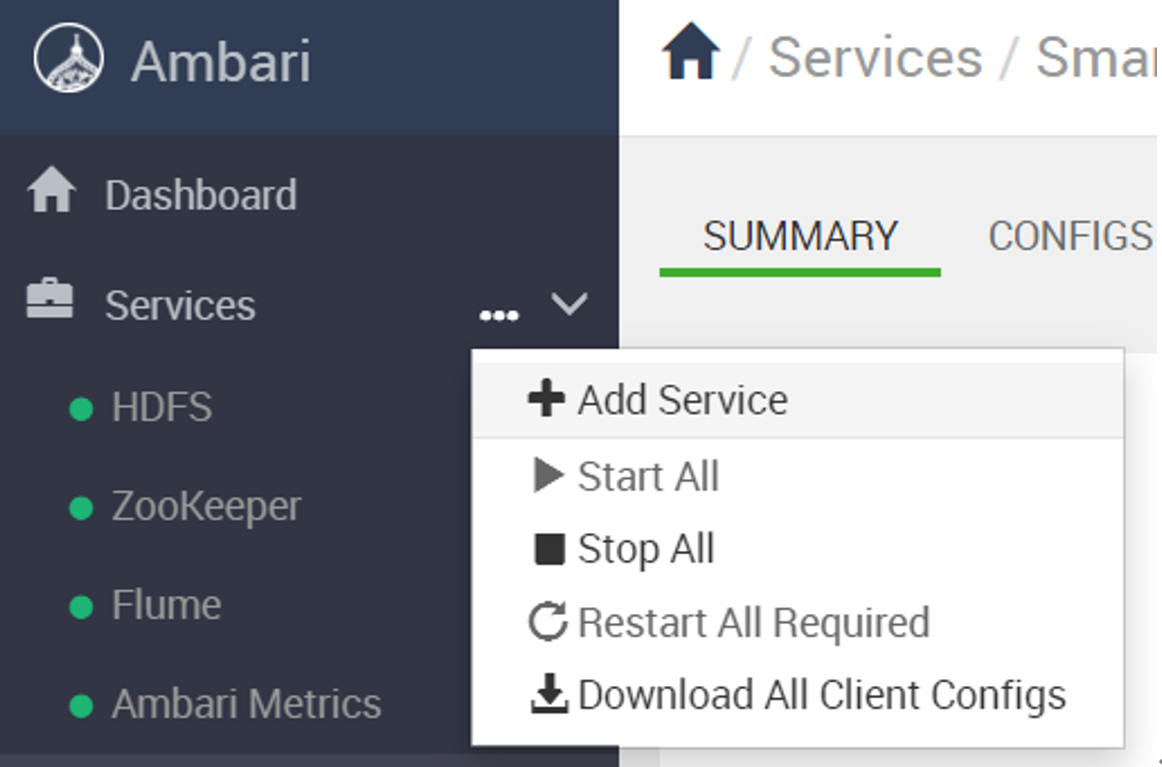 Ambari
/ Services /
Dashboard
SUMMARY CONFIGS
Services ...
HDFS
Add Service
Start All
ZooKeeper
Stop All
Flume
Restart All Required
Ambari Metrics
Download All Client Configs